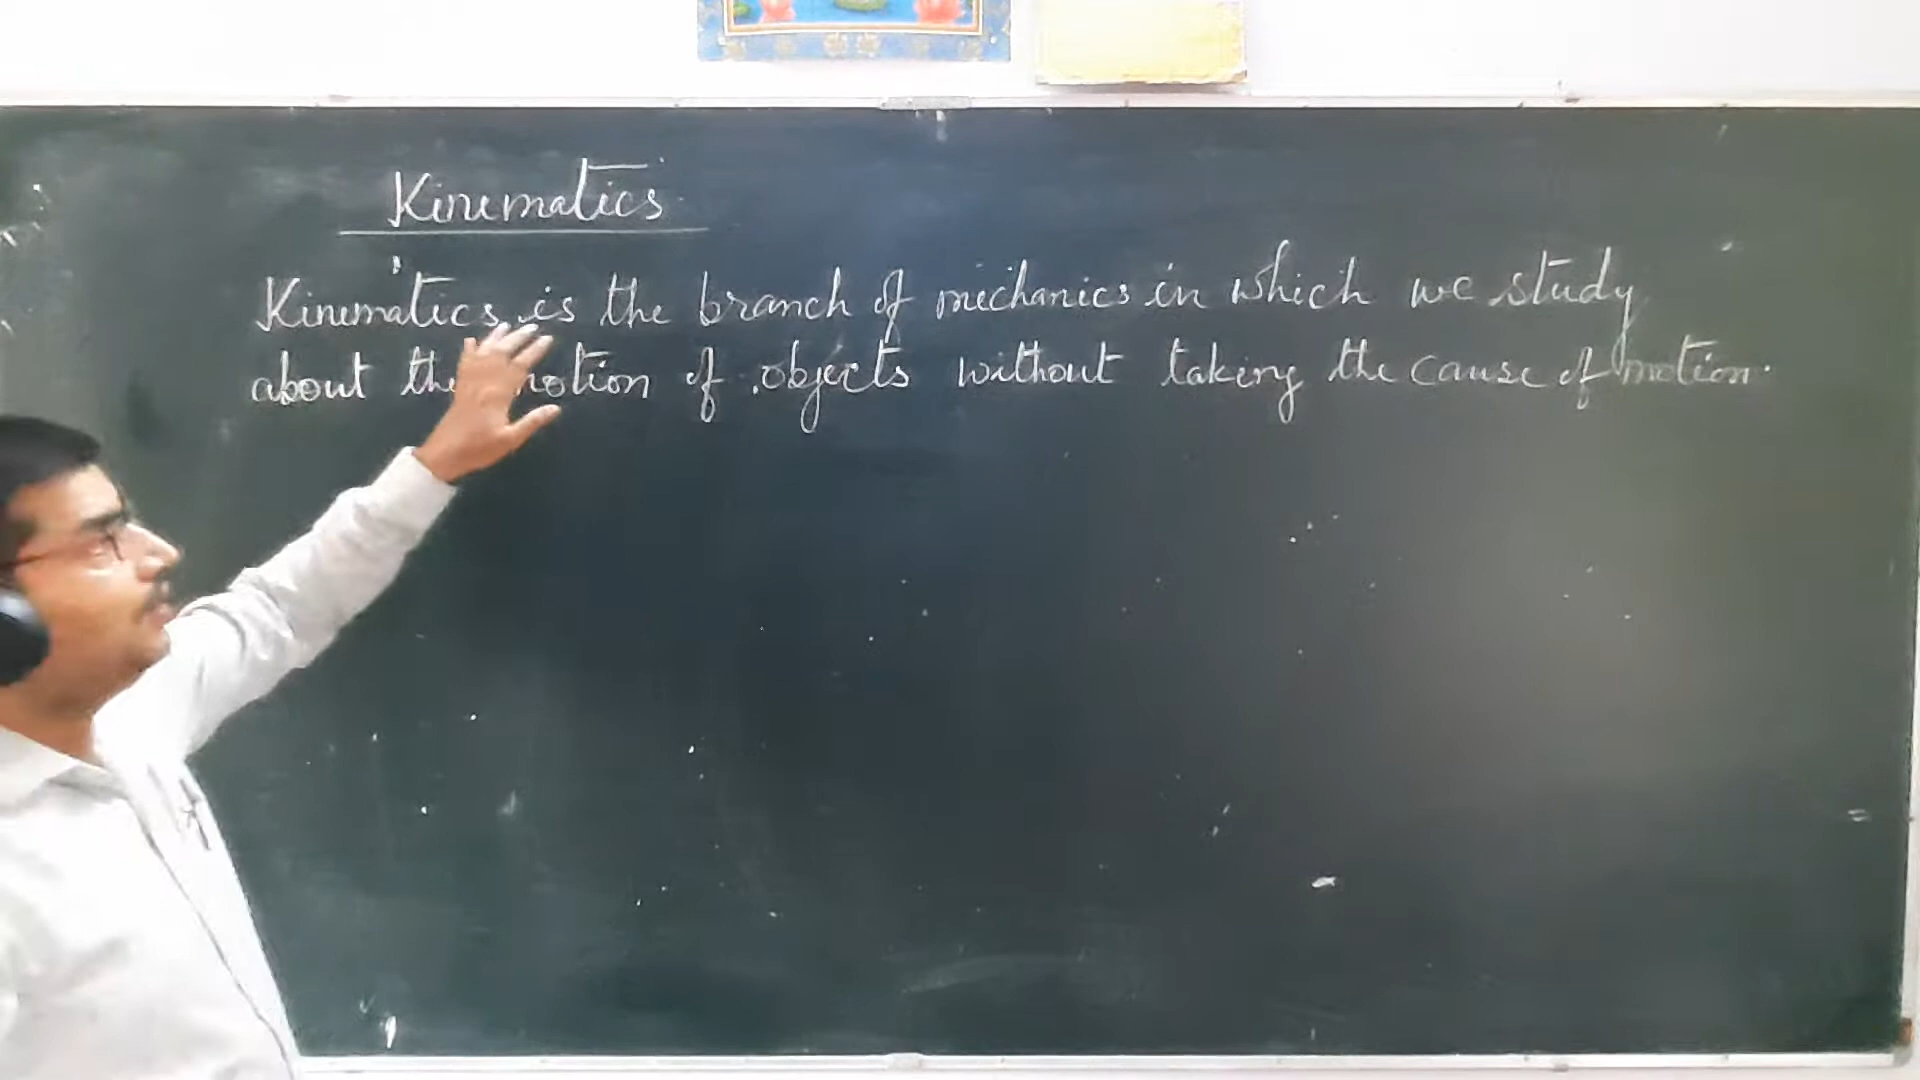 Kinematics
Kinematics is the branch of mechanics in which we study
about the motion of objects without taking the cause of motion.